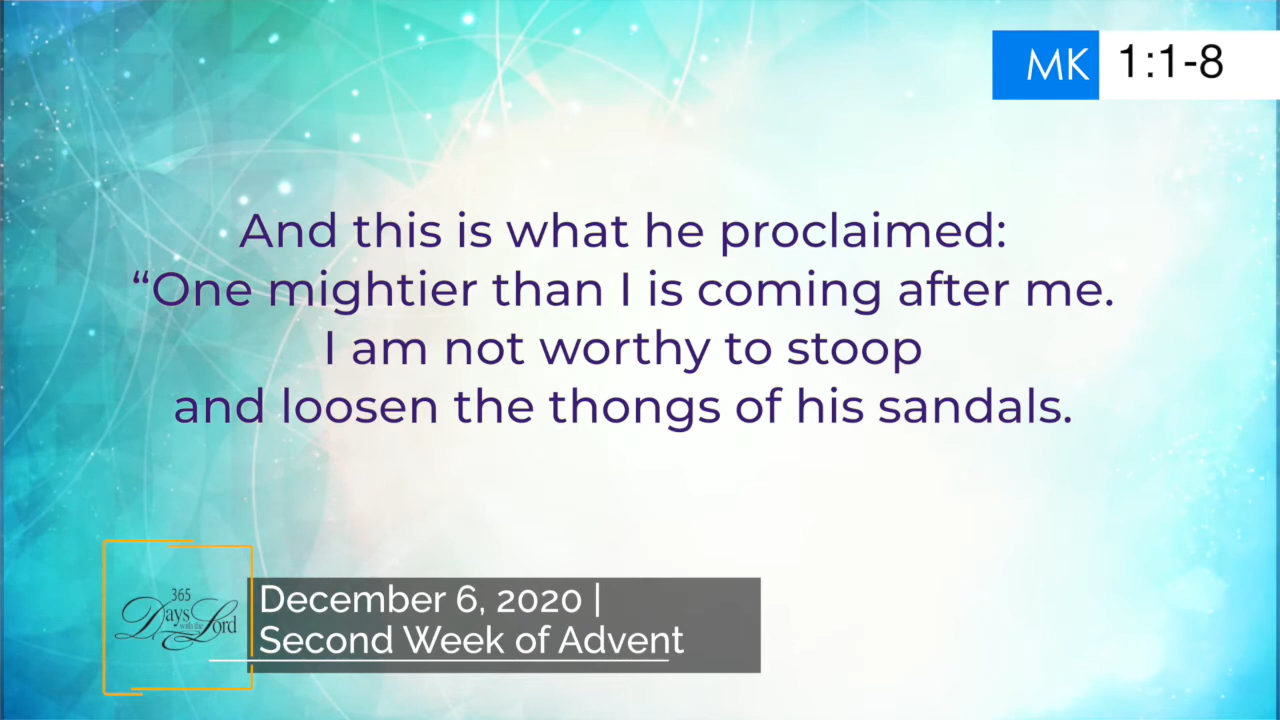 MK 1:1-8
And this is what he proclaimed:
“One mightier than I is coming after me.
I am not worthy to stoop
and loosen the thongs of his sandals.
365
Days with the Lord
December 6, 2020 |
Second Week of Advent